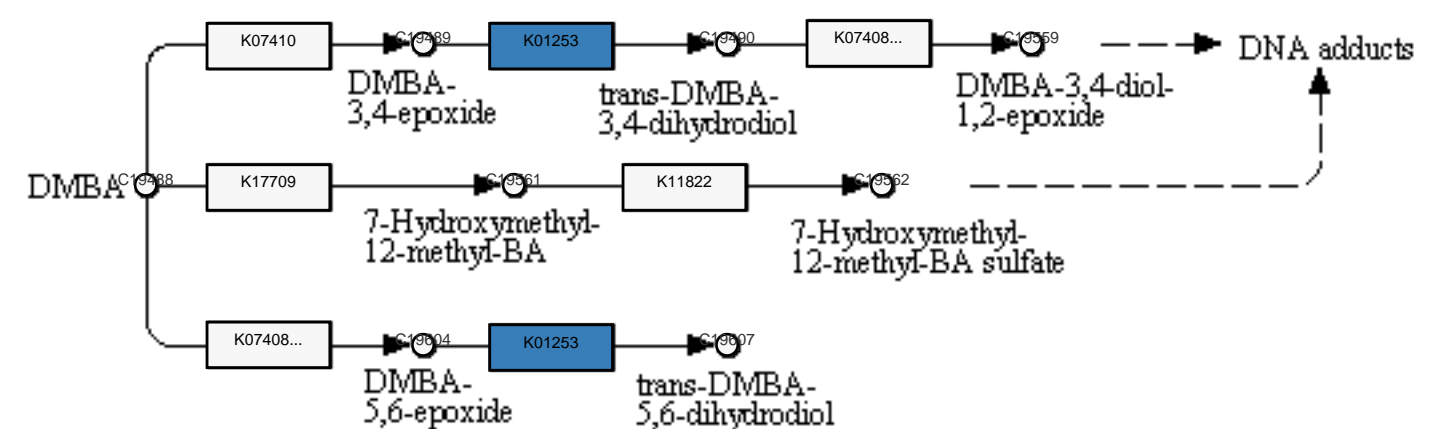 K07410
C19489
K01253
C19490
K07408...
C19559
DNA adducts
DMBA-
3,4-epoxide
trans-DMBA-
3,4-dihydrodiol
DMBA-3,4-diol-
1,2-epoxide
DMBA
C19488
K17709
C19561
K11822
C19562
7-Hydroxymethyl-
12-methyl-BA
7-Hydroxymethyl-
12-methyl-BA sulfate
K07408...
C19604
K01253
C19607
DMBA-
5,6-epoxide
trans-DMBA-
5,6-dihydrodiol